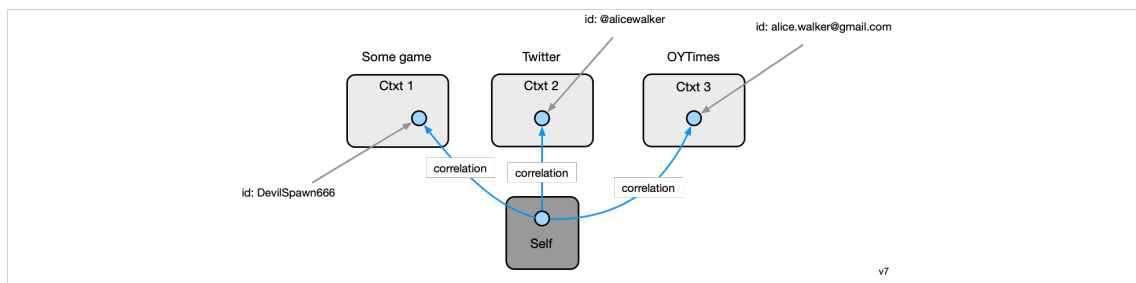 id: @alicewalker
id: alice.walker@gmail.com
Some game
Twitter
OYTimes
Ctxt 1
Ctxt 2
Ctxt 3
correlation
correlation
correlation
id: DevilSpawn666
Self
v7